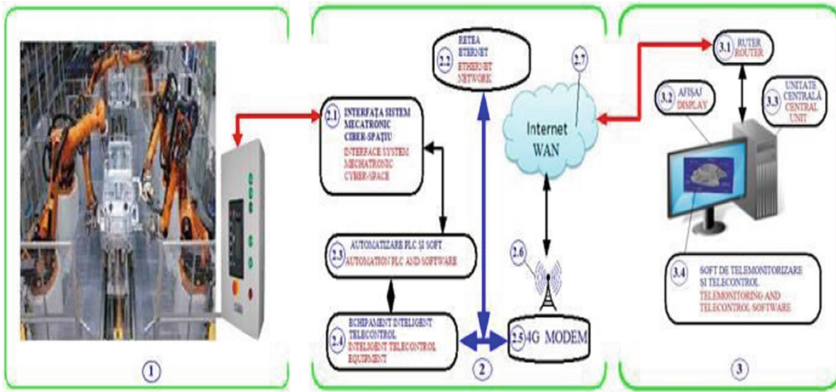 1
2.1
INTERFAȚA SISTEM
MECATRONIC
CIBER-SPAȚIU
INTERFACE SYSTEM
MECHATRONIC
CYBER-SPACE
2.2
RETEA
ETERNET
ETHERNET
NETWORK
2.3
AUTOMATIZARE PLC ȘI SOFT
AUTOMATION PLC AND SOFTWARE
2.4
ECHIPAMENT INTELIGENT
TELECONTROL
INTELIGENT TELECONTROL
EQUIPMENT
2
2.5
4G MODEM
2.6
2.7
Internet
WAN
3.1
RUTER
ROUTER
3.2
AFIȘAJ
DISPLAY
3.3
UNITATE
CENTRALĂ
CENTRAL
UNIT
3.4
SOFT DE TELEMONITORIZARE
ȘI TELECONTROL
TELEMONITORING AND
TELECONTROL SOFTWARE
3